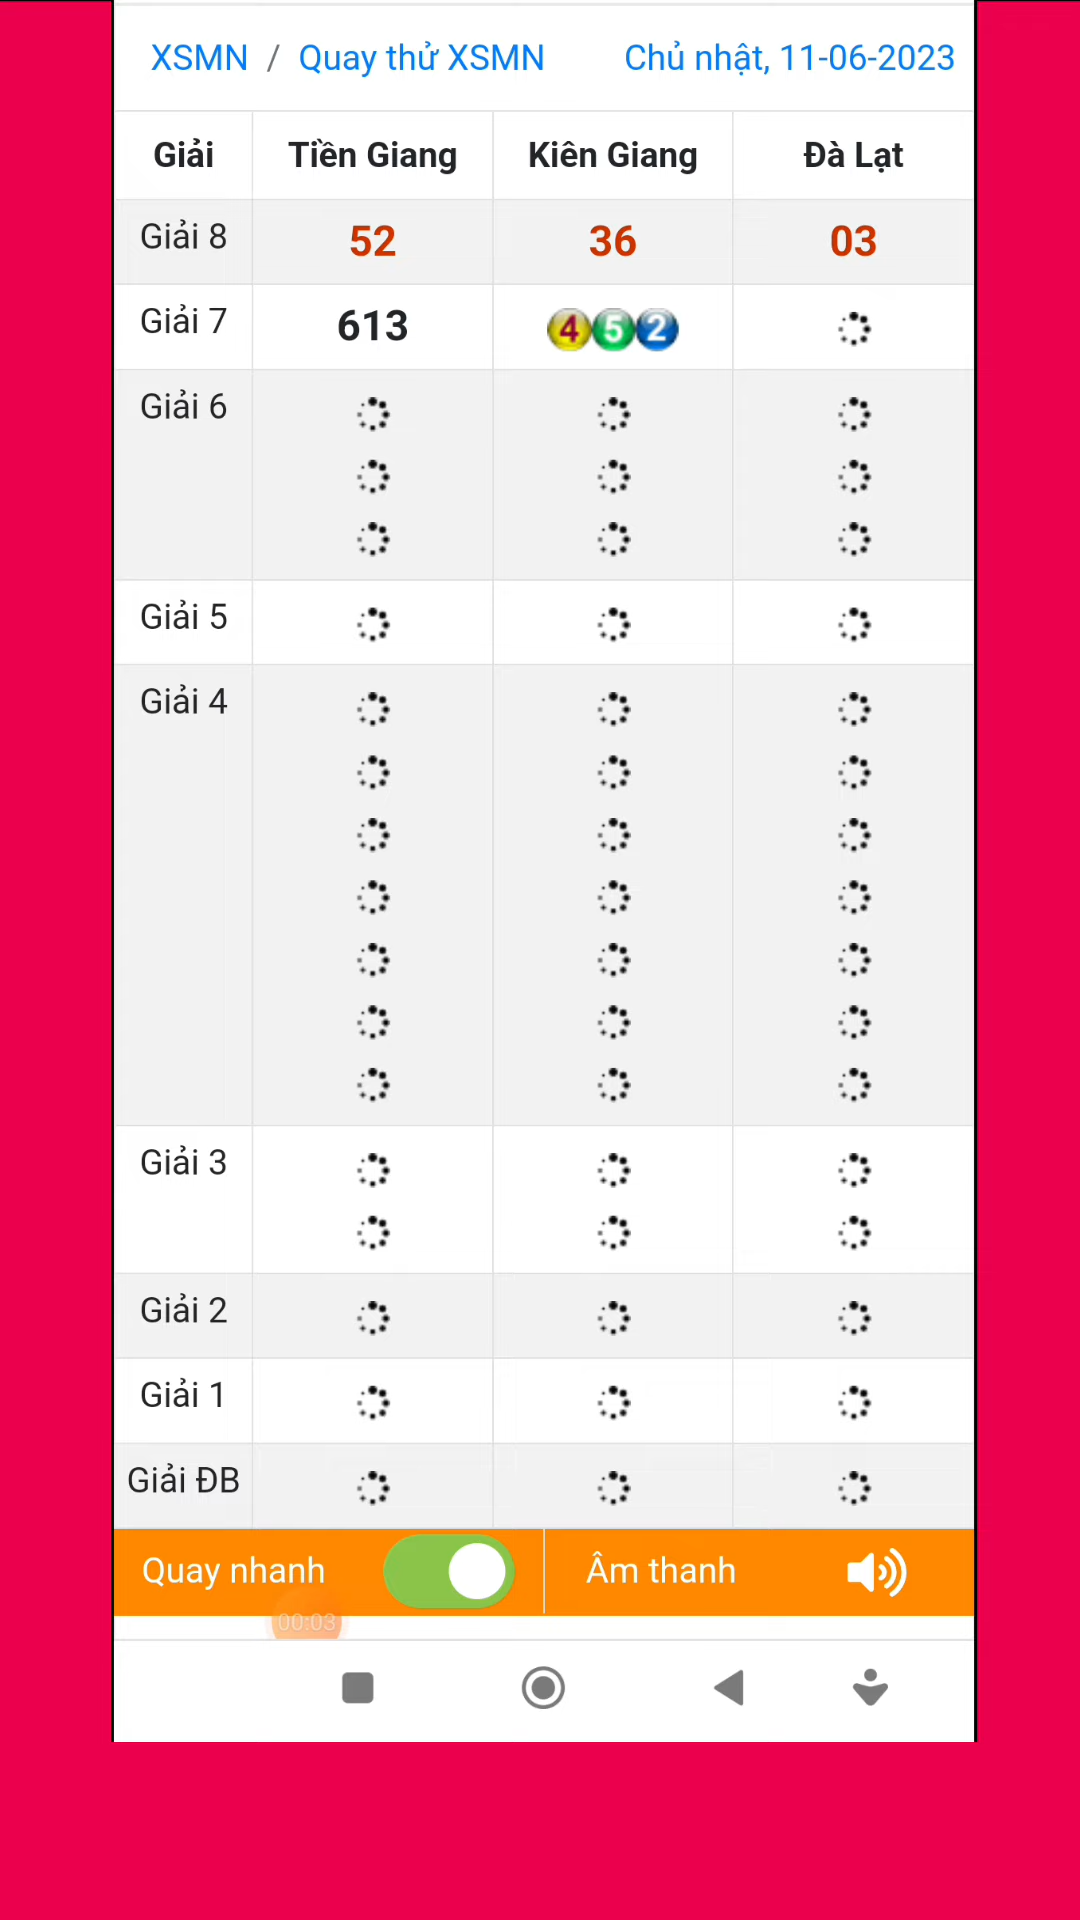 XSMN / Quay thử XSMN Chủ nhật, 11-06-2023
Giải Tiền Giang Kiên Giang Đà Lạt
Giải 8 52 36 03
Giải 7 613 452
Giải 6
Giải 5
Giải 4
Giải 3
Giải 2
Giải 1
Giải ĐB
Quay nhanh Âm thanh
00:03